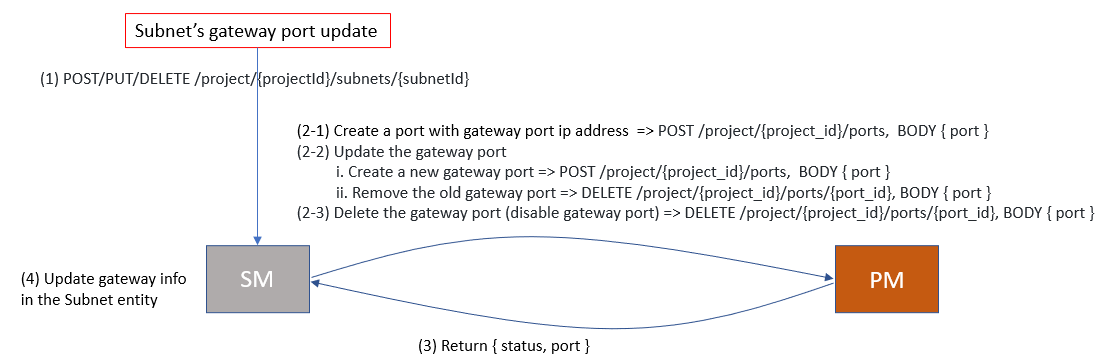 Subnet's gateway port update
(1) POST/PUT/DELETE /project/{projectId}/subnets/{subnetId}
(2-1) Create a port with gateway port ip address => POST /project/{project_id}/ports, BODY { port }
(2-2) Update the gateway port
i. Create a new gateway port => POST /project/{project_id}/ports, BODY { port }
ii. Remove the old gateway port => DELETE /project/{project_id}/ports/{port_id}, BODY { port }
(2-3) Delete the gateway port (disable gateway port) => DELETE /project/{project_id}/ports/{port_id}, BODY { port }
(4) Update gateway info
in the Subnet entity
SM
PM
(3) Return { status, port }